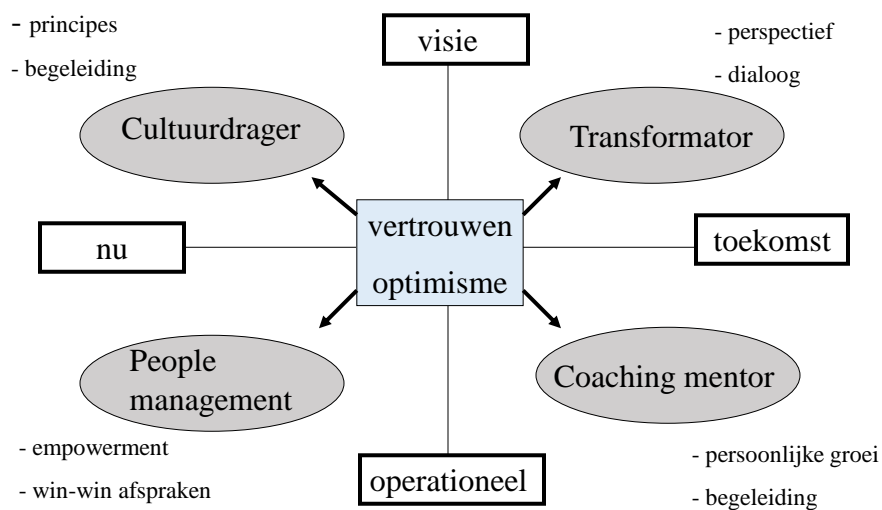 - principes
- begeleiding
visie
- perspectief
- dialoog
Cultuurdrager
Transformator
nu
vertrouwen
optimisme
toekomst
People
management
Coaching mentor
- empowerment
- win-win afspraken
operationeel
- persoonlijke groei
- begeleiding